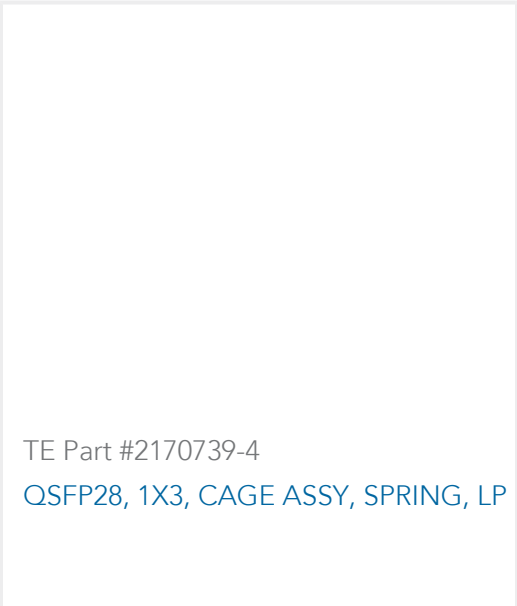 TE Part #2170739-4
QSFP28, 1X3, CAGE ASSY, SPRING, LP